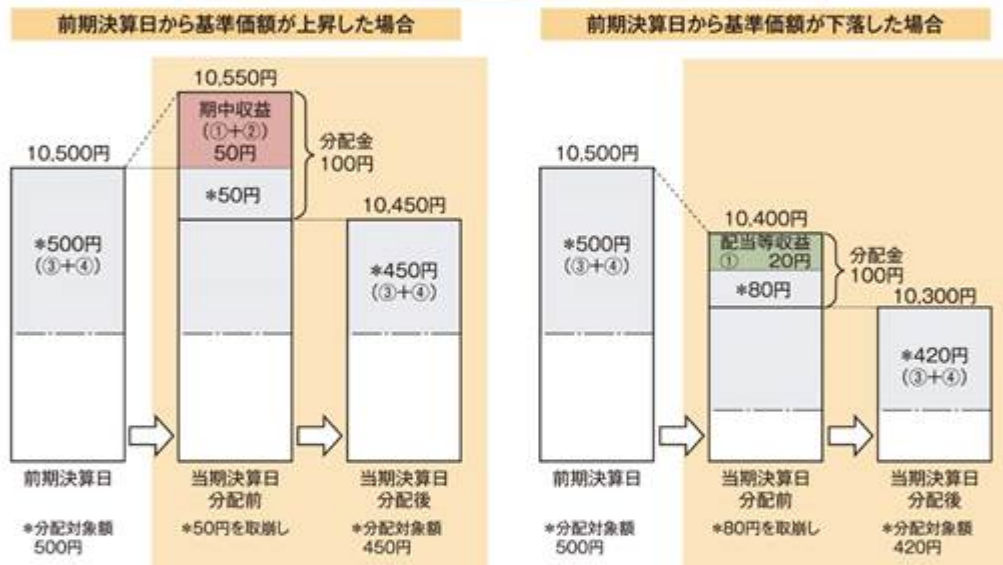 前期決算日から基準価額が上昇した場合
10,550円
期中収益
(①+②)
50円
分配金
100円
10,500円
*50円
10,450円
*500円
(③+④)
*450円
(③+④)
前期決算日
当期決算日
分配前
当期決算日
分配後
*分配対象額
500円
*50円を取崩し
*分配対象額
450円
前期決算日から基準価額が下落した場合
10,500円
10,400円
配当等収益
① 20円
分配金
100円
*500円
(③+④)
*80円
10,300円
*420円
(③+④)
前期決算日
当期決算日
分配前
当期決算日
分配後
*分配対象額
500円
*80円を取崩し
*分配対象額
420円